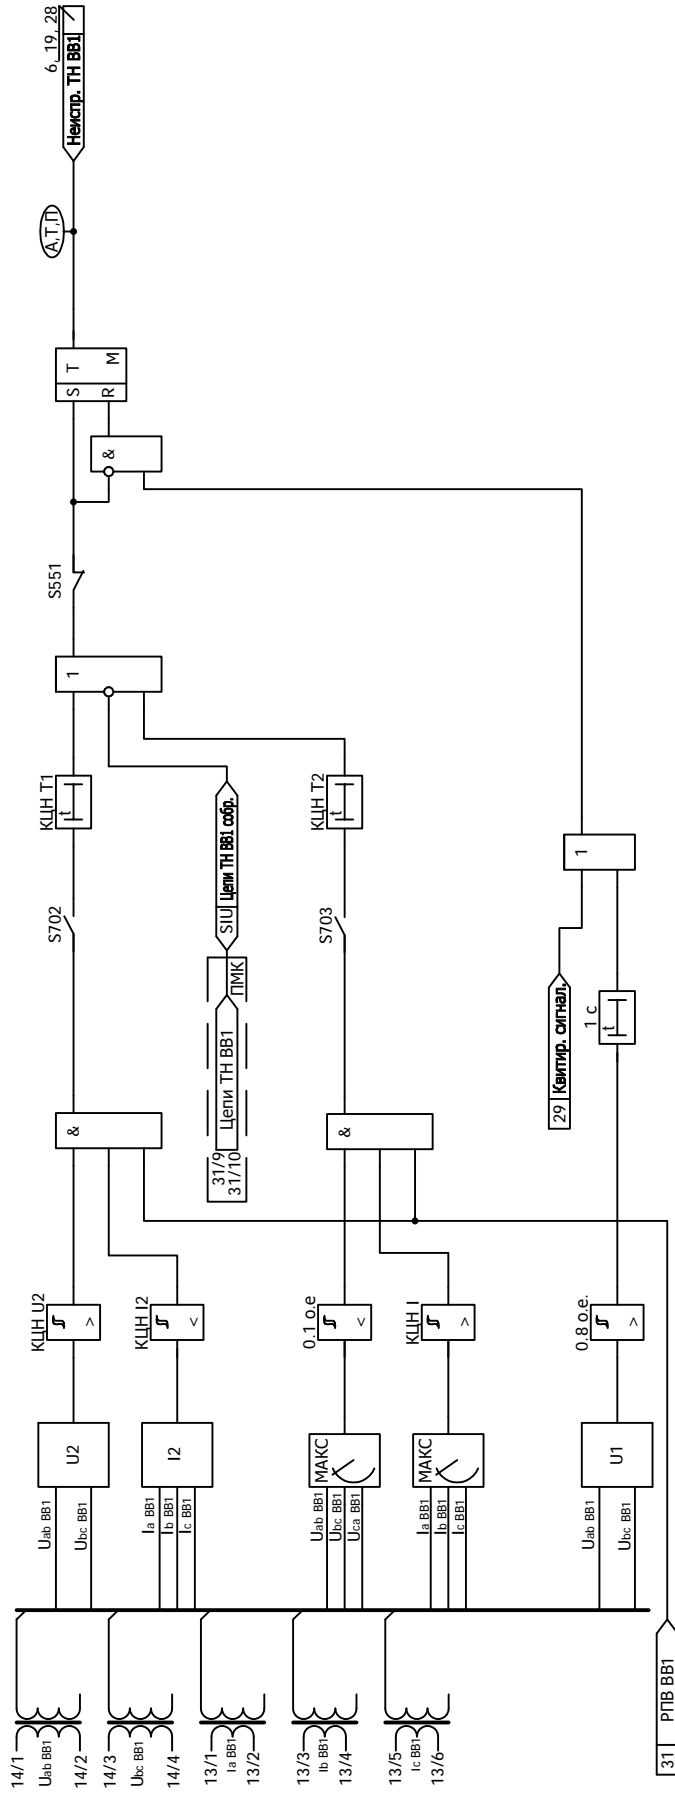 6, 19, 28
Неиспр. ТН ВВ1
А,Т,П
S T
R M
&
S551
1
КЦН T1
t
S702
&
SIU Цепи ТН ВВ1 собр.
ПМК
Цепи ТН ВВ1
31/9
31/10
КЦН T2
t
S703
&
1
29 Квитир. сигнал.
1 с
t
КЦН U2
>
КЦН I2
<
0.1 о.е
<
КЦН I
>
0.8 о.е.
>
U2
I2
МАКС
МАКС
U1
Uab ВВ1
Ubc ВВ1
Ia ВВ1
Ib ВВ1
Ic ВВ1
Uab ВВ1
Ubc ВВ1
Uca ВВ1
Ia ВВ1
Ib ВВ1
Ic ВВ1
Uab ВВ1
Ubc ВВ1
14/1
Uab ВВ1
14/2
14/3
Ubc ВВ1
14/4
13/1
Ia ВВ1
13/2
13/3
Ib ВВ1
13/4
13/5
Ic ВВ1
13/6
31 РПВ ВВ1